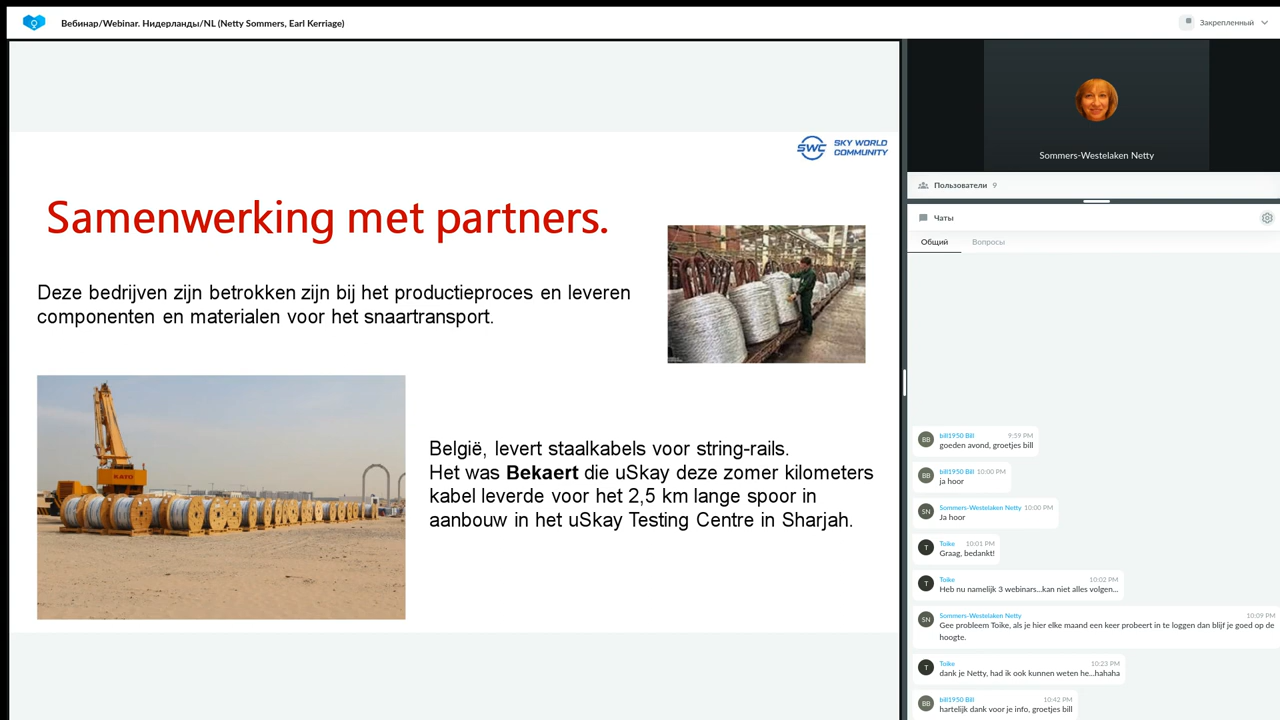 Вебинар/Webinar. Нидерланды/NL (Netty Sommers, Earl Kerriage)
Закрепленный
SWC SKY WORLD
COMMUNITY
Samenwerking met partners.
Deze bedrijven zijn betrokken zijn bij het productieproces en leveren
componenten en materialen voor het snaartransport.
KATO
België, levert staalkabels voor string-rails.
Het was Bekaert die uSkay deze zomer kilometers
kabel leverde voor het 2,5 km lange spoor in
aanbouw in het uSkay Testing Centre in Sharjah.
Sommers-Westelaken Netty
Пользователи 9
Чаты
Общий Вопросы
BB bill1950 Bill 9:59 PM
goeden avond, groetjes bill
BB bill1950 Bill 10:00 PM
ja hoor
SN Sommers-Westelaken Netty 10:00 PM
Ja hoor
T Toike 10:01 PM
Graag, bedankt!
T Toike 10:02 PM
Heb nu namelijk 3 webinars...kan niet alles volgen...
SN Sommers-Westelaken Netty 10:09 PM
Gee probleem Toike, als je hier elke maand een keer probeert in te loggen dan blijf je goed op de
hoogte.
T Toike 10:23 PM
dank je Netty, had ik ook kunnen weten he...hahaha
BB bill1950 Bill 10:42 PM
hartelijk dank voor je info, groetjes bill